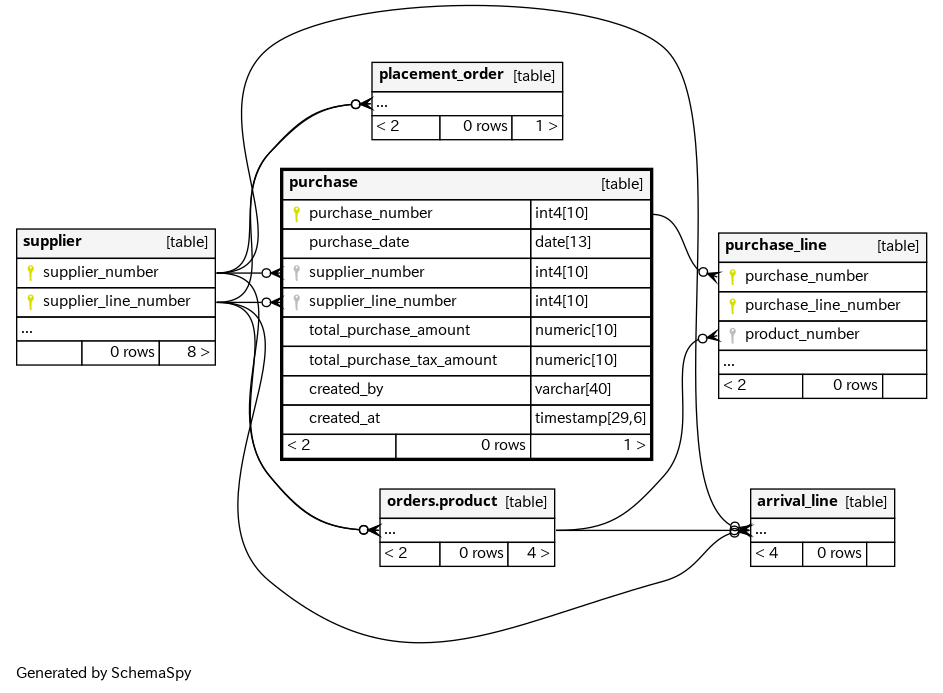 placement_order [table]
...
< 2 0 rows 1 >
purchase [table]
purchase_number int4[10]
purchase_date date[13]
supplier_number int4[10]
supplier_line_number int4[10]
total_purchase_amount numeric[10]
total_purchase_tax_amount numeric[10]
created_by varchar[40]
created_at timestamp[29,6]
< 2 0 rows 1 >
supplier [table]
supplier_number
supplier_line_number
...
0 rows 8 >
purchase_line [table]
purchase_number
purchase_line_number
product_number
...
< 2 0 rows
orders.product [table]
...
< 2 0 rows 4 >
arrival_line [table]
...
< 4 0 rows
Generated by SchemaSpy